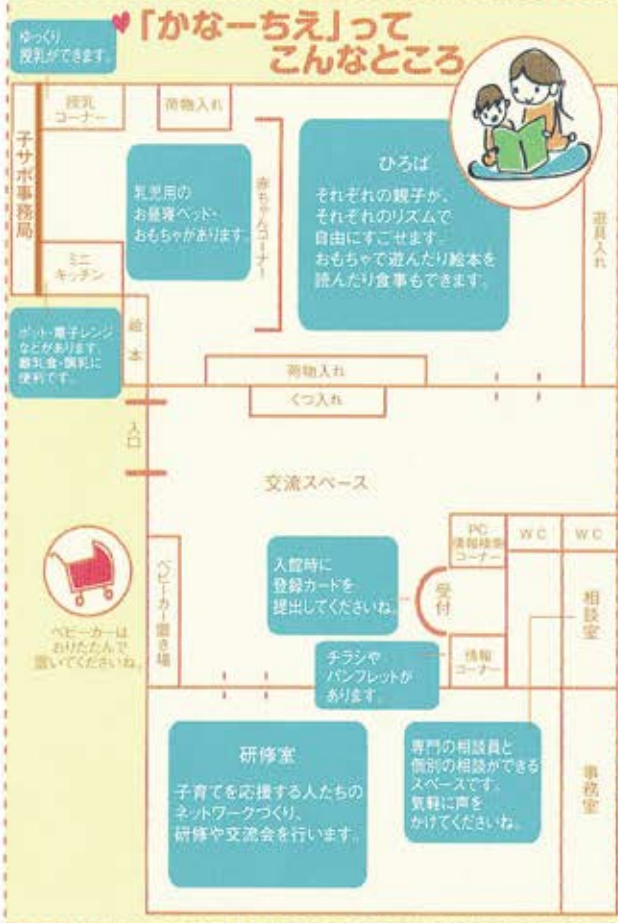 「かなーちえ」って
こんなところ
ゆっくり
授乳ができます。
授乳
コーナー
荷物入れ
子サポ事務局
乳児用の
お昼寝ベッド・
おもちゃがあります。
赤ちゃんコーナー
ひろば
それぞれの親子が、
それぞれのリズムで
自由にすごせます。
おもちゃで遊んだり絵本を
読んだり食事もできます。
遊具入れ
ミニ
キッチン
ポット・電子レンジ
などがあります。
離乳食・調乳に
便利です。
絵本
荷物入れ
くつ入れ
入口
交流スペース
PC
情報検索
コーナー
WC
WC
入館時に
登録カードを
提出してくださいね。
受付
相談室
ベビーカー置き場
ベビーカーは
おりたたんで
置いてくださいね。
チラシや
パンフレットが
あります。
情報
コーナー
研修室
子育てを応援する人たちの
ネットワークづくり、
研修や交流会を行います。
専門の相談員と
個別の相談ができる
スペースです。
気軽に声を
かけてくださいね。
事務室